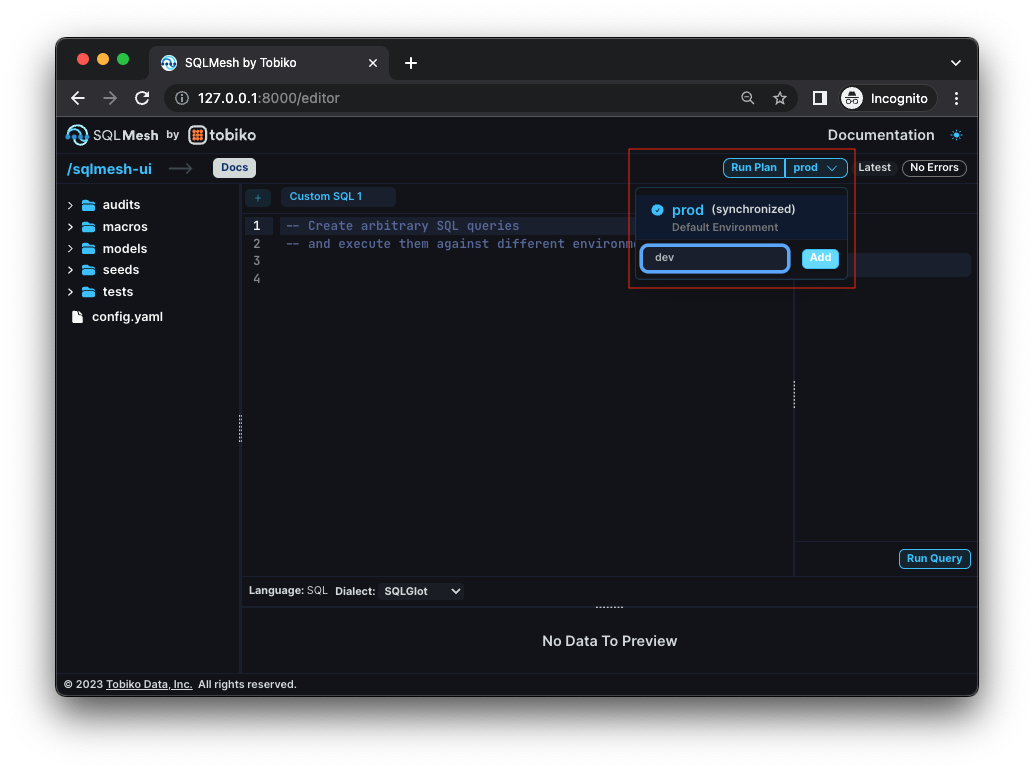 SQLMesh by Tobiko
127.0.0.1:8000/editor
Incognito
SQLMesh by tobiko
Documentation
/sqlmesh-ui
Docs
Run Plan
prod
Latest
No Errors
audits
macros
models
seeds
tests
config.yaml
+
Custom SQL 1
1 -- Create arbitrary SQL queries
2 -- and execute them against different environm
3
4
prod (synchronized)
Default Environment
dev
Add
Run Query
Language: SQL Dialect: SQLGlot
No Data To Preview
© 2023 Tobiko Data, Inc. All rights reserved.